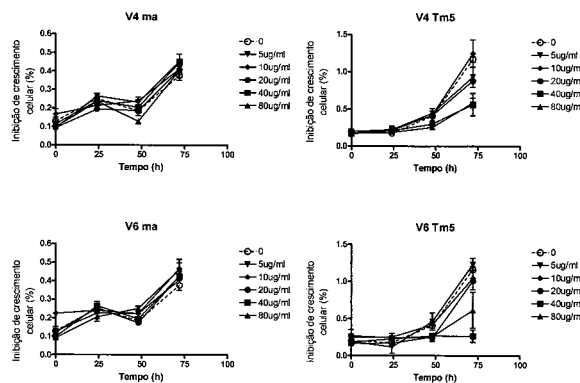 V4 ma
Inibição de crescimento
celular (%)
0.6
0.5
0.4
0.3
0.2
0.1
0.0
0
25
50
75
100
Tempo (h)
0
5ug/ml
10ug/ml
20ug/ml
40ug/ml
80ug/ml
V4 Tm5
Inibição de crescimento
celular (%)
1.5
1.0
0.5
0.0
0
25
50
75
100
Tempo (h)
0
5ug/ml
10ug/ml
20ug/ml
40ug/ml
80ug/ml
V6 ma
Inibição de crescimento
celular (%)
0.6
0.5
0.4
0.3
0.2
0.1
0.0
0
25
50
75
100
Tempo (h)
0
5ug/ml
10ug/ml
20ug/ml
40ug/ml
80ug/ml
V6 Tm5
Inibição de crescimento
celular (%)
1.5
1.0
0.5
0.0
0
25
50
75
100
Tempo (h)
0
5ug/ml
10ug/ml
20ug/ml
40ug/ml
80ug/ml